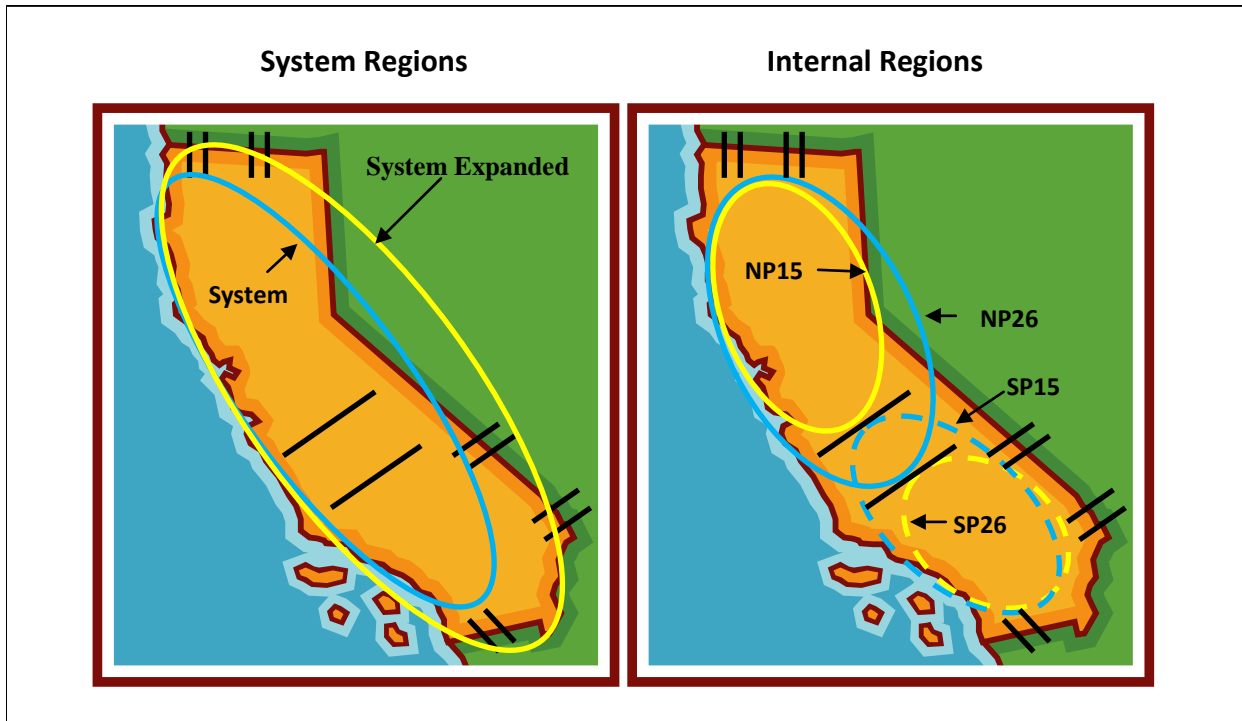 System Regions
System Expanded
System
Internal Regions
NP15
NP26
SP15
SP26